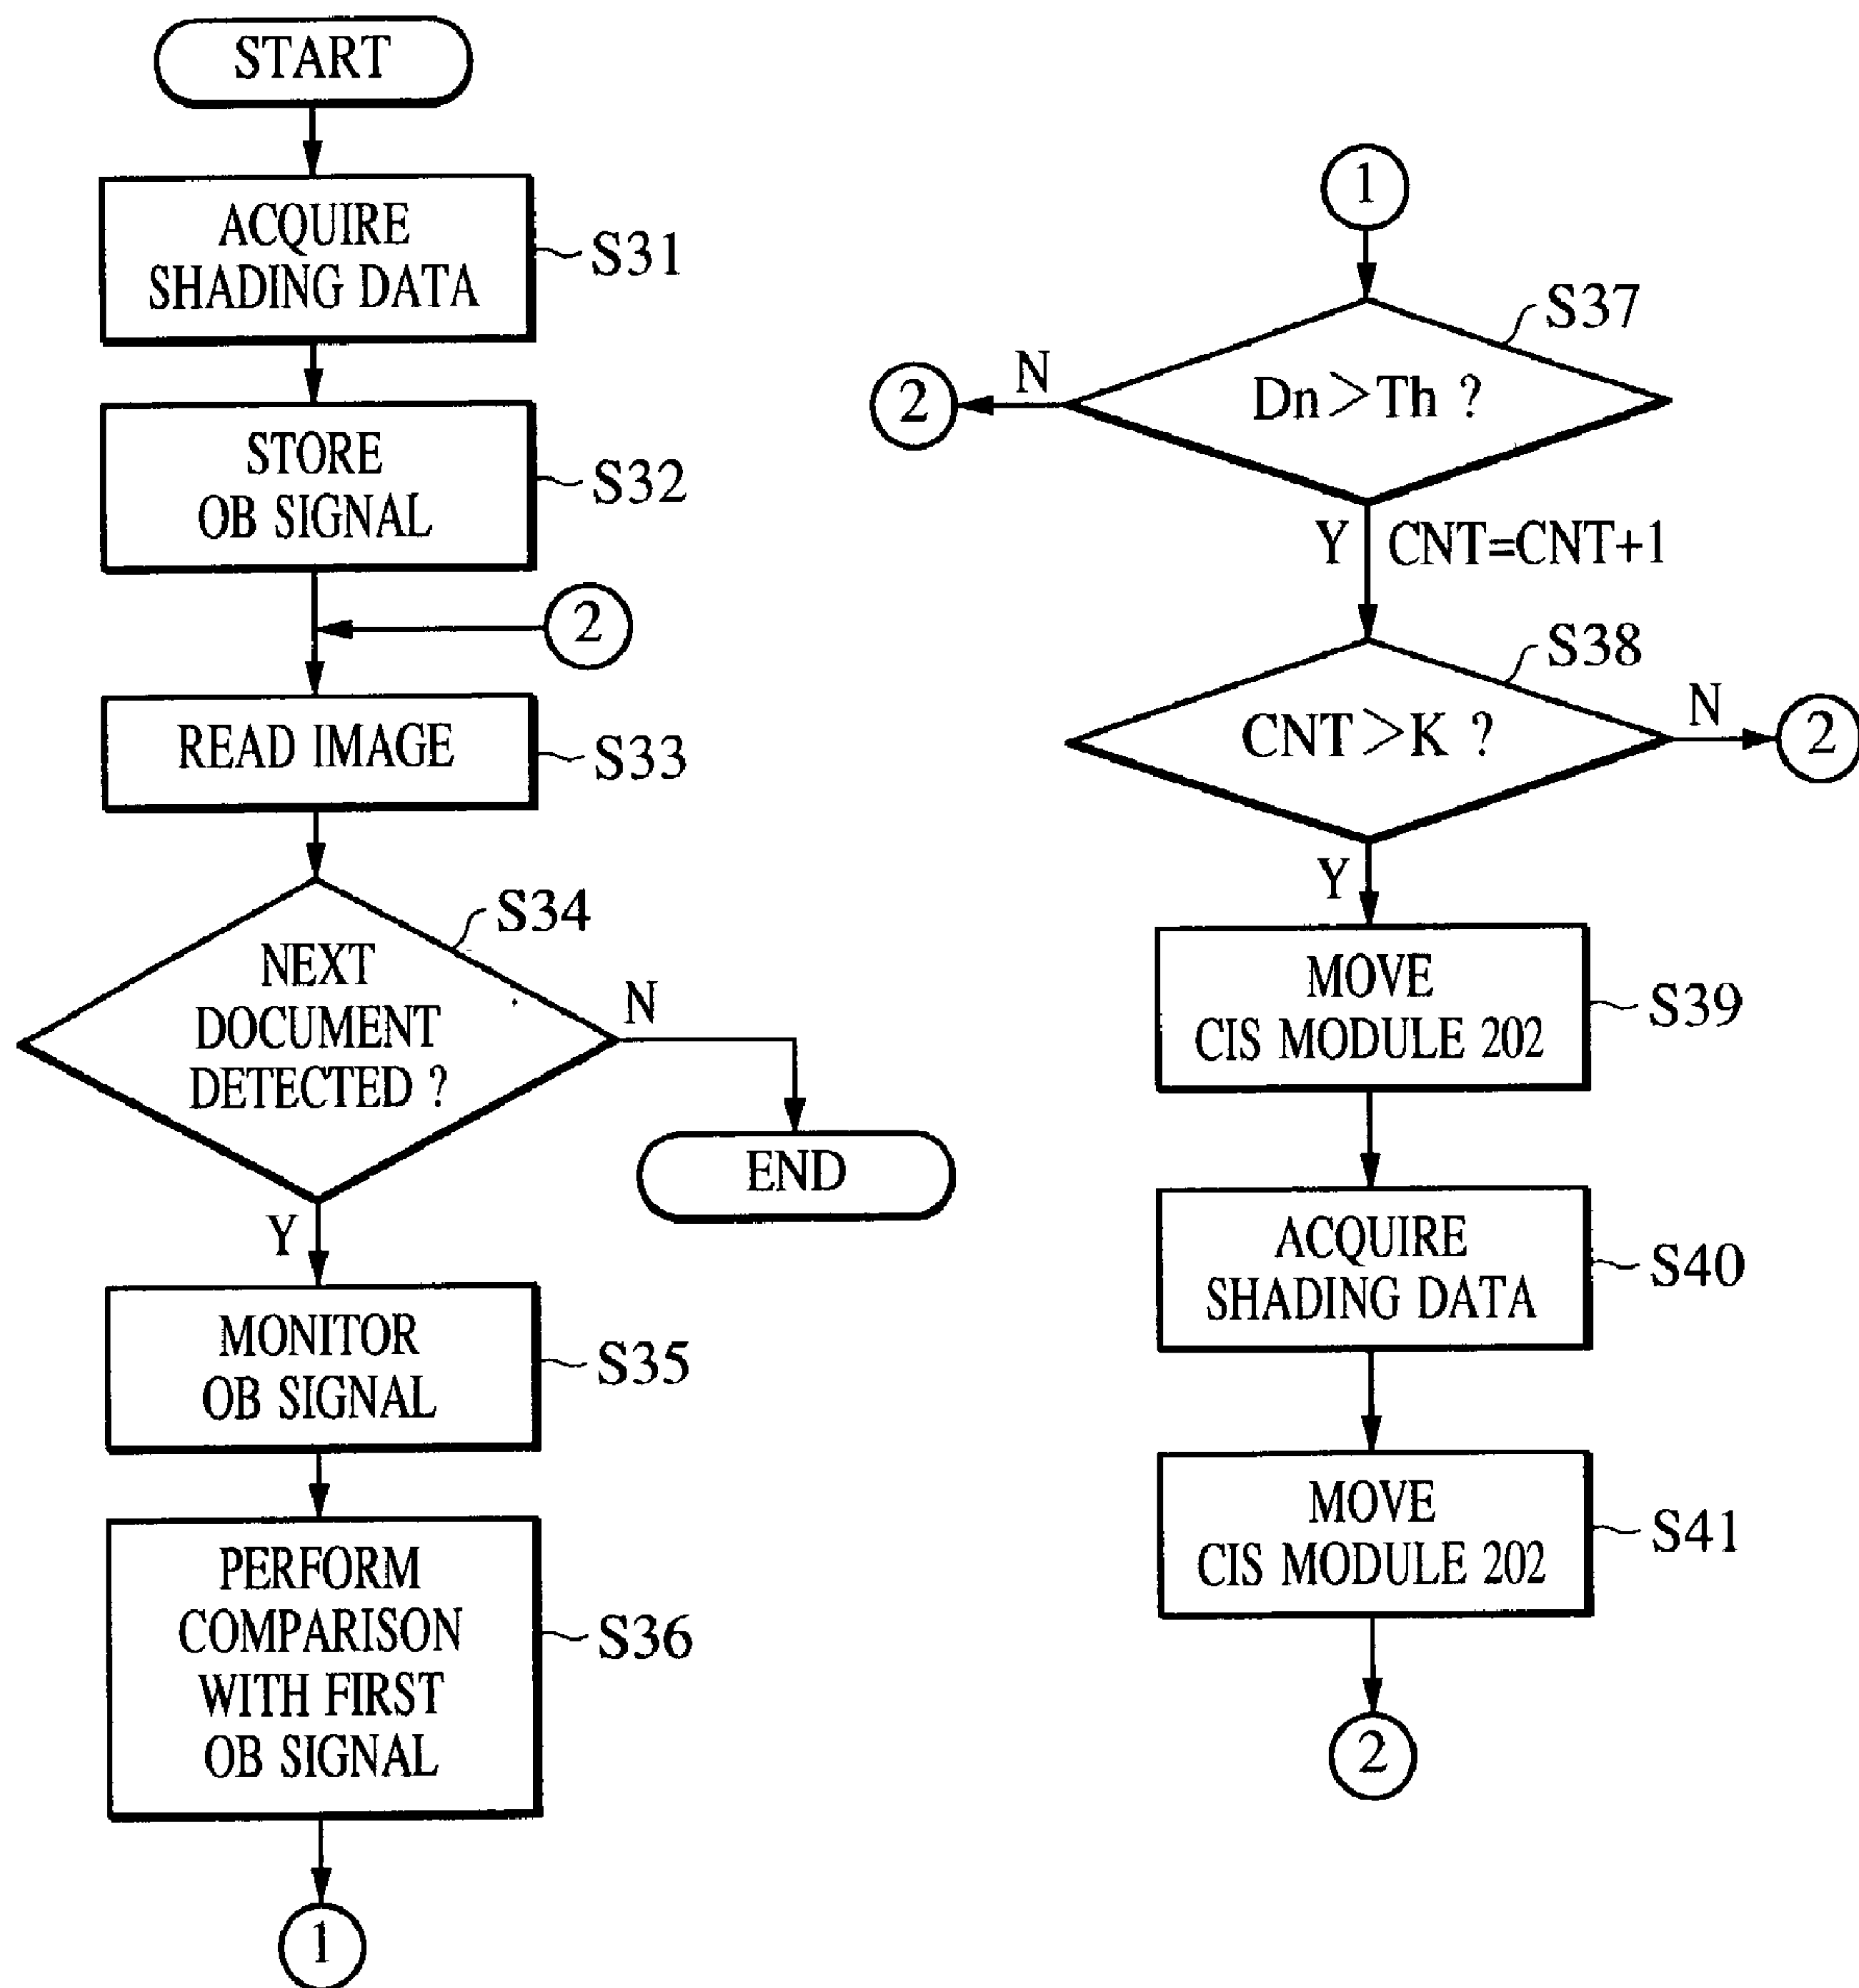 START
ACQUIRE
SHADING DATA
S31
STORE
OB SIGNAL
S32
2
READ IMAGE
S33
NEXT
DOCUMENT
DETECTED ?
S34
N
END
Y
MONITOR
OB SIGNAL
S35
PERFORM
COMPARISON
WITH FIRST
OB SIGNAL
S36
1
1
Dn>Th ?
S37
N
2
Y
CNT=CNT+1
CNT>K ?
S38
N
2
Y
MOVE
CIS MODULE 202
S39
ACQUIRE
SHADING DATA
S40
MOVE
CIS MODULE 202
S41
2